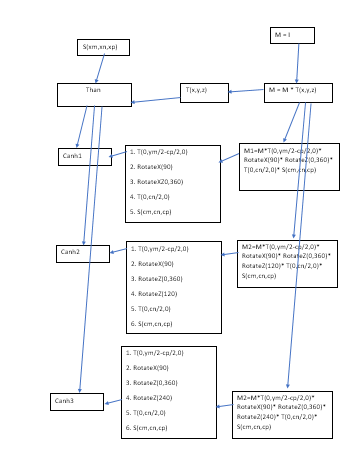 M = I
S(xm,xn,xp)
Than
T(x,y,z)
M = M * T(x,y,z)
Canh1
1. T(0,ym/2-cp/2,0)
2. RotateX(90)
3. RotateXZ0,360)
4. T(0,cn/2,0)
5. S(cm,cn,cp)
M1=M*T(0,ym/2-cp/2,0)*
RotateX(90)* RotateZ(0,360)*
T(0,cn/2,0)* S(cm,cn,cp)
Canh2
1. T(0,ym/2-cp/2,0)
2. RotateX(90)
3. RotateZ(0,360)
4. RotateZ(120)
5. T(0,cn/2,0)
6. S(cm,cn,cp)
M2=M*T(0,ym/2-cp/2,0)*
RotateX(90)* RotateZ(0,360)*
RotateZ(120)* T(0,cn/2,0)*
S(cm,cn,cp)
Canh3
1. T(0,ym/2-cp/2,0)
2. RotateX(90)
3. RotateZ(0,360)
4. RotateZ(240)
5. T(0,cn/2,0)
6. S(cm,cn,cp)
M2=M*T(0,ym/2-cp/2,0)*
RotateX(90)* RotateZ(0,360)*
RotateZ(240)* T(0,cn/2,0)*
S(cm,cn,cp)